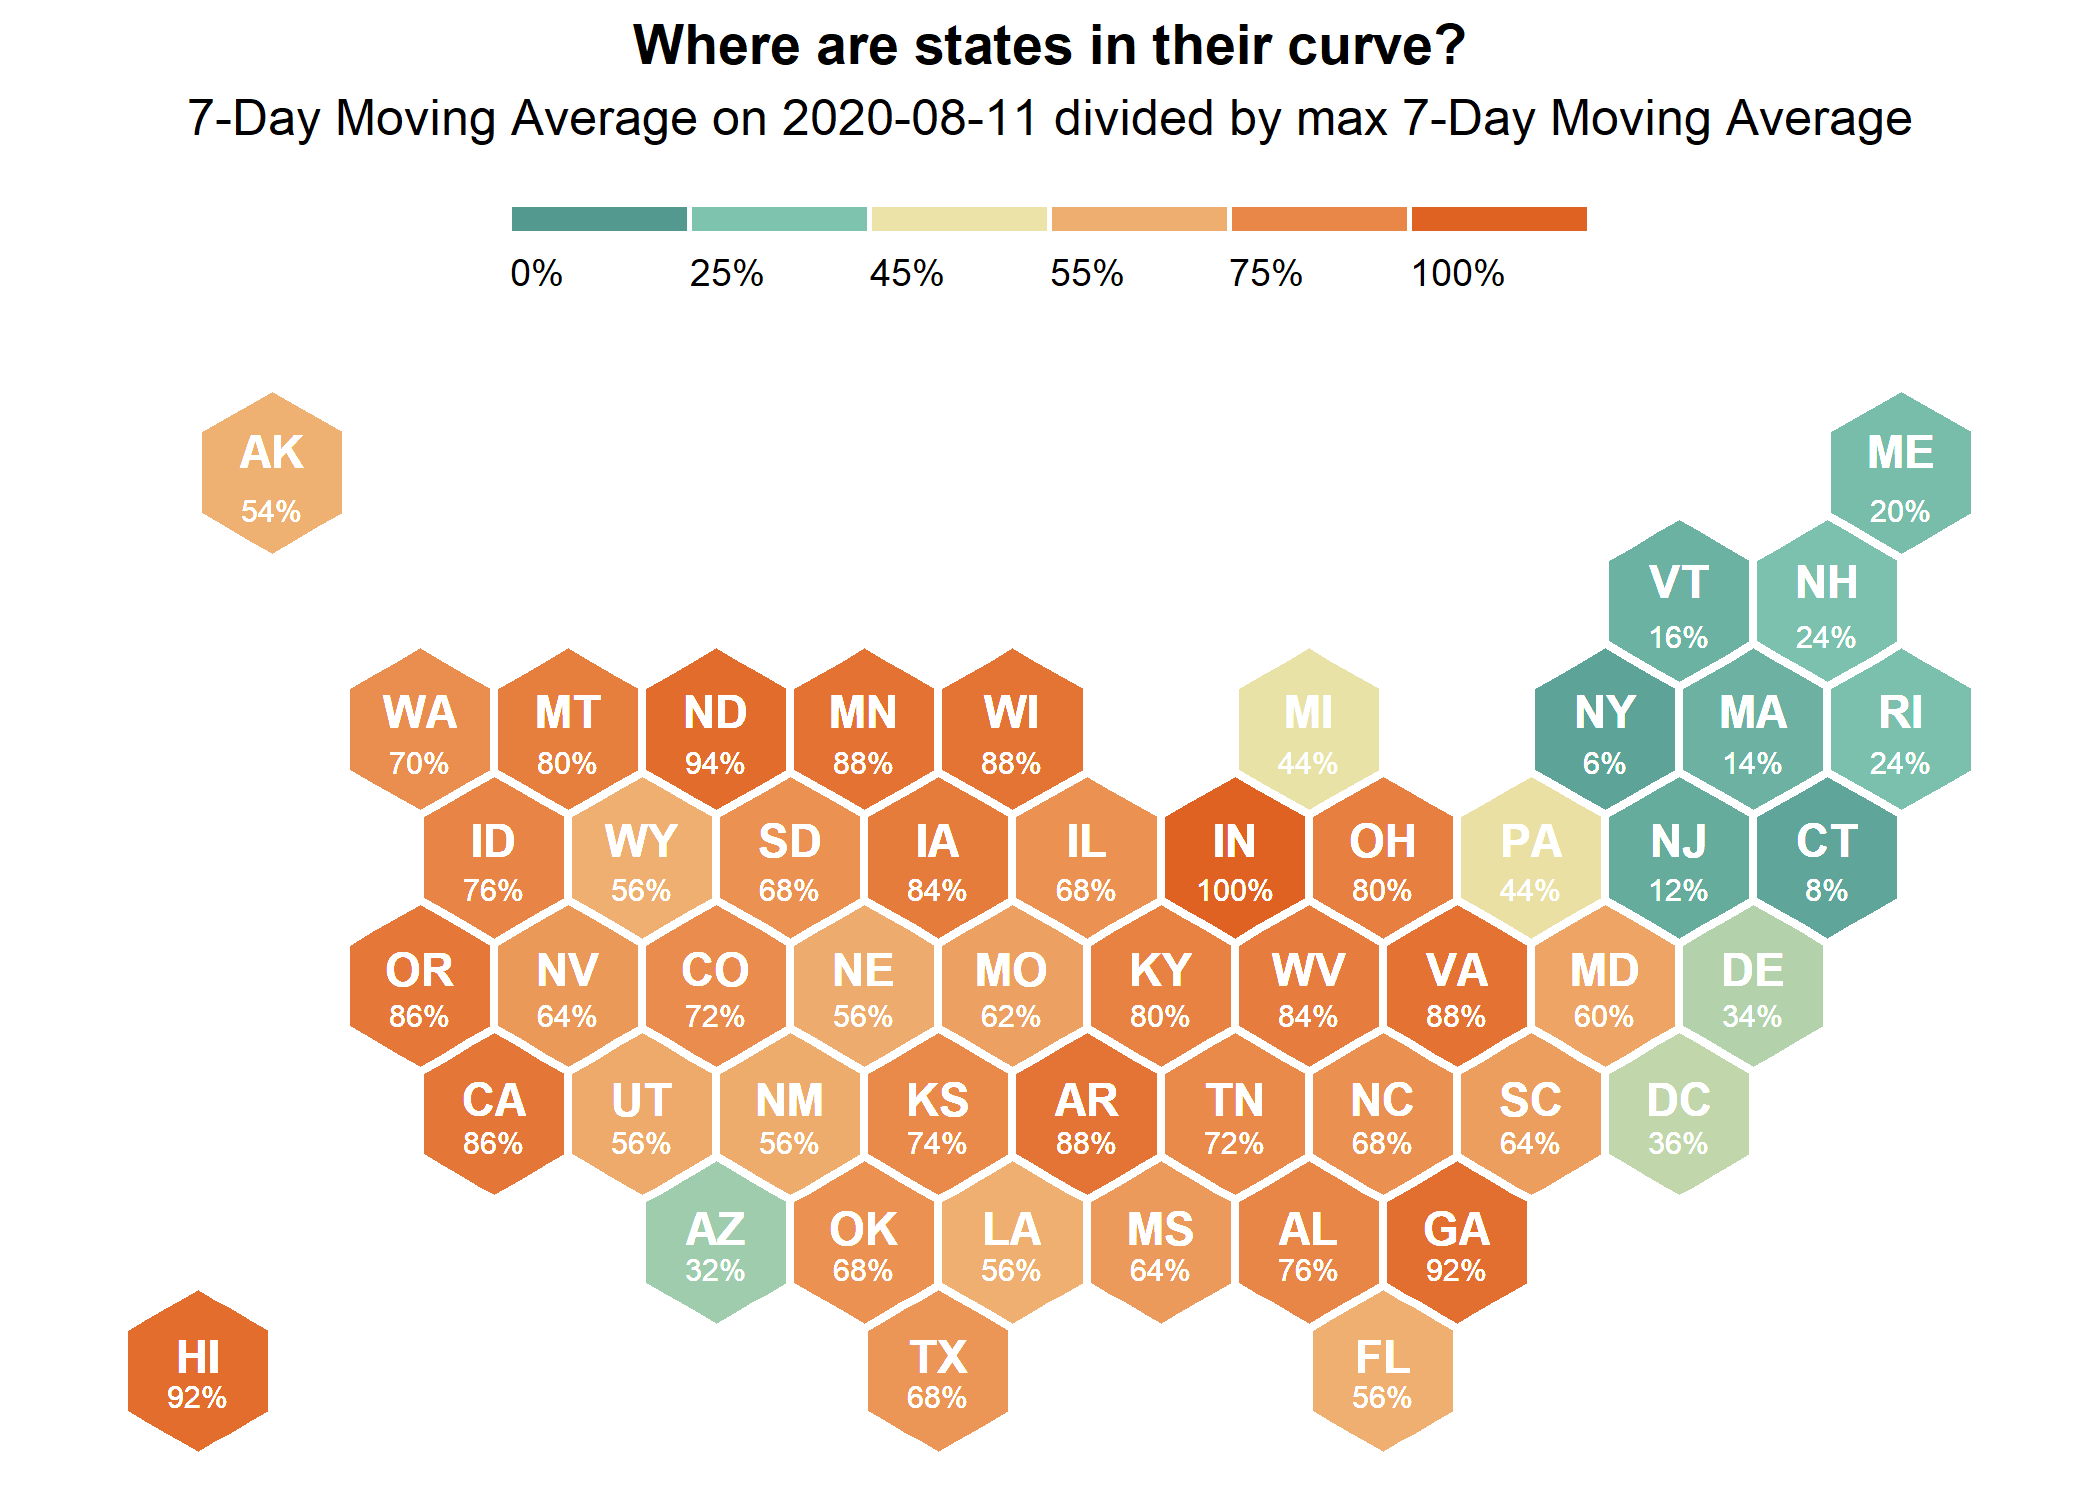 Where are states in their curve?
7-Day Moving Average on 2020-08-11 divided by max 7-Day Moving Average
0% 25% 45% 55% 75% 100%
AK ME
54% 20%
VT NH
16% 24%
WA MT ND MN WI MI NY MA RI
70% 80% 94% 88% 88% 44% 6% 14% 24%
ID WY SD IA IL IN OH PA NJ CT
76% 56% 68% 84% 68% 100% 80% 44% 12% 8%
OR NV CO NE MO KY WV VA MD DE
86% 64% 72% 56% 62% 80% 84% 88% 60% 34%
CA UT NM KS AR TN NC SC DC
86% 56% 56% 74% 88% 72% 68% 64% 36%
AZ OK LA MS AL GA
32% 68% 56% 64% 76% 92%
HI TX FL
92% 68% 56%